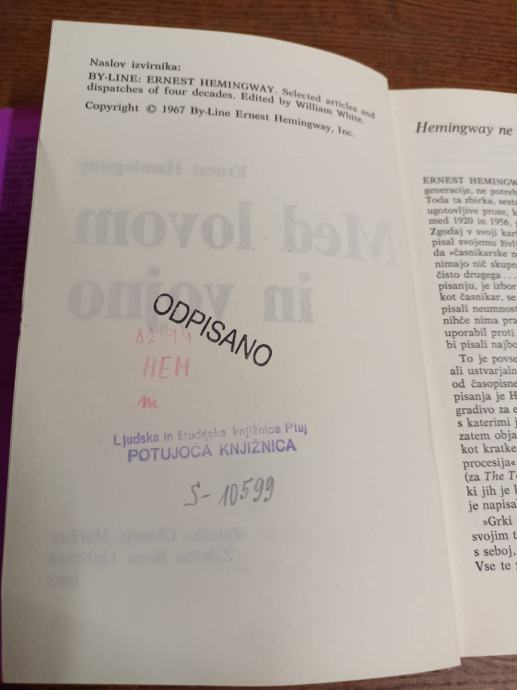 Naslov izvirnika:
BY-LINE: ERNEST HEMINGWAY. Selected articles and
dispatches of four decades. Edited by William White.
Copyright © 1967 By-Line Ernest Hemingway, Inc.
Ernest Hemingway
Med lovom
in vojno
ODPISANO
82-94
HEM
m
Ljudska in študijska knjižnica Ptuj
POTUJOČA KNJIŽNICA
S-10599
Založba Obzorja Maribor
Založba Borec Ljubljana
Hemingway ne
ERNEST HEMINGW
generacije, ne potreb
Toda ta zbirka, sest
ugotovljive proze, k
med 1920 in 1956,
Zgodaj v svoji kar
pisal svojemu živl
da »časnikarske n
nimajo nič skupn
čisto drugega ...
pisanju, je izbor
kot časnikar, se
pisali neumnost
nihče nima pra
uporabil proti
bi pisali najbo
To je povse
ali ustvarjaln
od časopisne
pisanja je H
gradivo za
s katerimi j
zatem obja
kot kratke
procesija«
(za The T
ki jih je
je napisa
»Grki
svojim t
s seboj,
Vse te